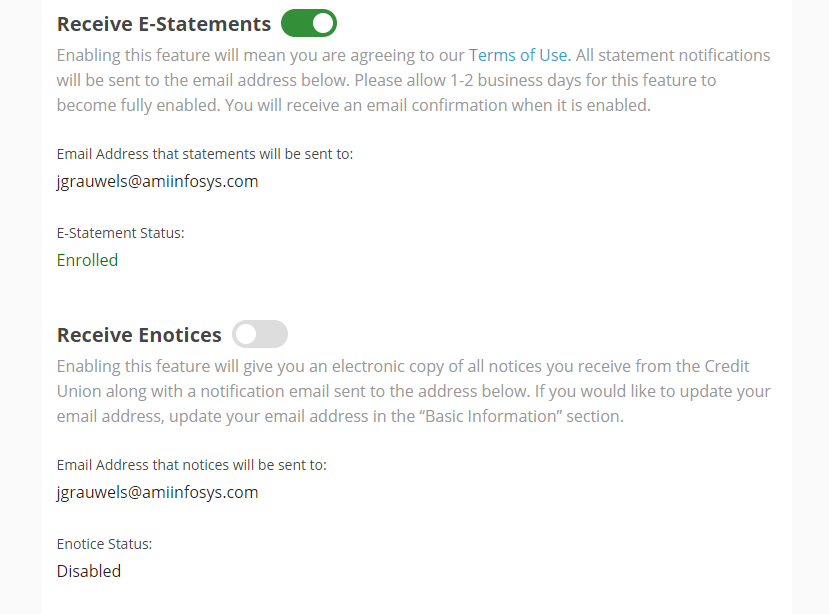 Receive E-Statements
Enabling this feature will mean you are agreeing to our Terms of Use. All statement notifications
will be sent to the email address below. Please allow 1-2 business days for this feature to
become fully enabled. You will receive an email confirmation when it is enabled.
Email Address that statements will be sent to:
jgrauwels@amiinfosys.com
E-Statement Status:
Enrolled
Receive Enotices
Enabling this feature will give you an electronic copy of all notices you receive from the Credit
Union along with a notification email sent to the address below. If you would like to update your
email address, update your email address in the “Basic Information” section.
Email Address that notices will be sent to:
jgrauwels@amiinfosys.com
Enotice Status:
Disabled